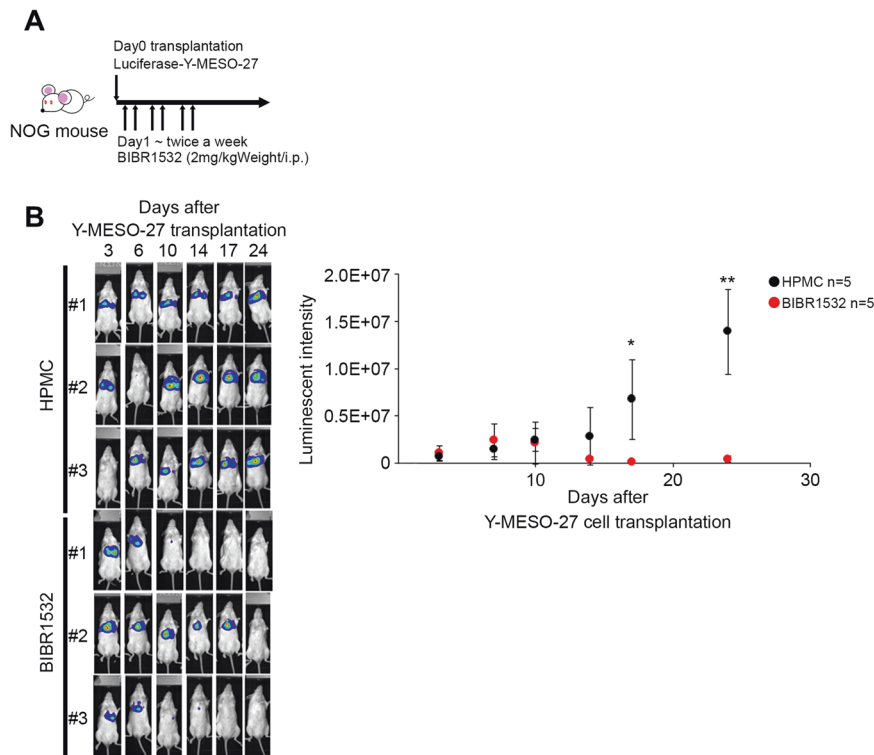 A
Day0 transplantation
Luciferase-Y-MESO-27
NOG mouse
Day1 ~ twice a week
BIBR1532 (2mg/kgWeight/i.p.)
B
Days after
Y-MESO-27 transplantation
3 6 10 14 17 24
HPMC
#1
#2
#3
BIBR1532
#1
#2
#3
Luminescent intensity
2.0E+07
1.5E+07
1.0E+07
0.5E+07
0
*
**
HPMC n=5
BIBR1532 n=5
10 20 30
Days after
Y-MESO-27 cell transplantation